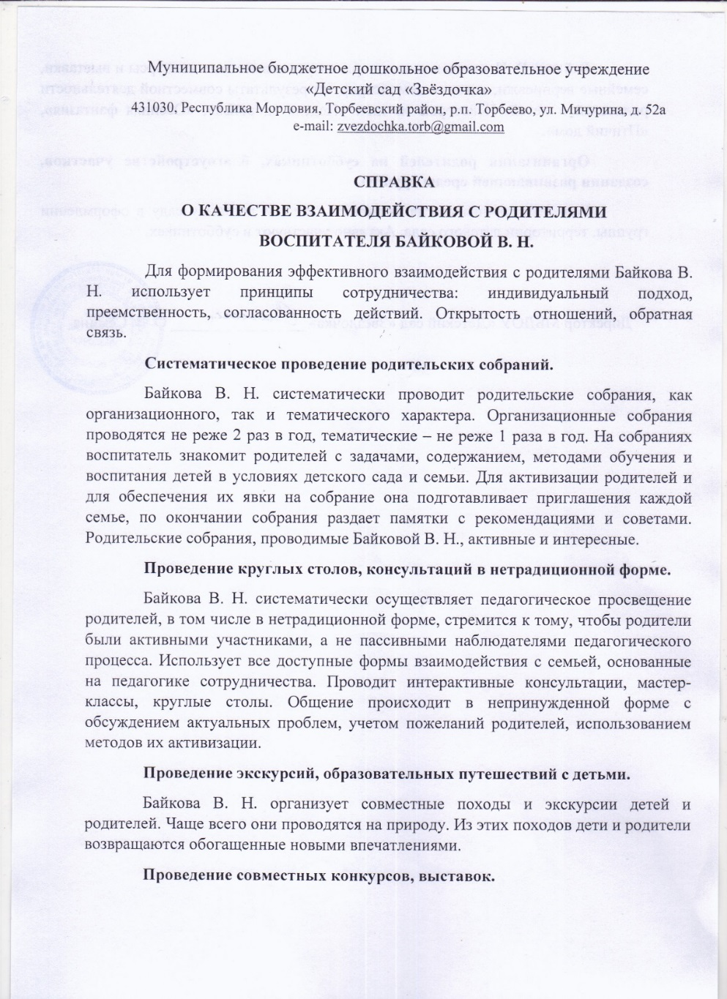 Муниципальное бюджетное дошкольное образовательное учреждение
«Детский сад «Звёздочка»
431030, Республика Мордовия, Торбеевский район, р.п. Торбеево, ул. Мичурина, д. 52а
e-mail: zvezdochka.torb@gmail.com
СПРАВКА
О КАЧЕСТВЕ ВЗАИМОДЕЙСТВИЯ С РОДИТЕЛЯМИ
ВОСПИТАТЕЛЯ БАЙКОВОЙ В. Н.
Для формирования эффективного взаимодействия с родителями Байкова В.
Н. использует принципы сотрудничества: индивидуальный подход,
преемственность, согласованность действий. Открытость отношений, обратная
связь.
Систематическое проведение родительских собраний.
Байкова В. Н. систематически проводит родительские собрания, как
организационного, так и тематического характера. Организационные собрания
проводятся не реже 2 раз в год, тематические – не реже 1 раза в год. На собраниях
воспитатель знакомит родителей с задачами, содержанием, методами обучения и
воспитания детей в условиях детского сада и семьи. Для активизации родителей и
для обеспечения их явки на собрание она подготавливает приглашения каждой
семье, по окончании собрания раздает памятки с рекомендациями и советами.
Родительские собрания, проводимые Байковой В. Н., активные и интересные.
Проведение круглых столов, консультаций в нетрадиционной форме.
Байкова В. Н. систематически осуществляет педагогическое просвещение
родителей, в том числе в нетрадиционной форме, стремится к тому, чтобы родители
были активными участниками, а не пассивными наблюдателями педагогического
процесса. Использует все доступные формы взаимодействия с семьей, основанные
на педагогике сотрудничества. Проводит интерактивные консультации, мастер-
классы, круглые столы. Общение происходит в непринужденной форме с
обсуждением актуальных проблем, учетом пожеланий родителей, использованием
методов их активизации.
Проведение экскурсий, образовательных путешествий с детьми.
Байкова В. Н. организует совместные походы и экскурсии детей и
родителей. Чаще всего они проводятся на природу. Из этих походов дети и родители
возвращаются обогащенные новыми впечатлениями.
Проведение совместных конкурсов, выставок.